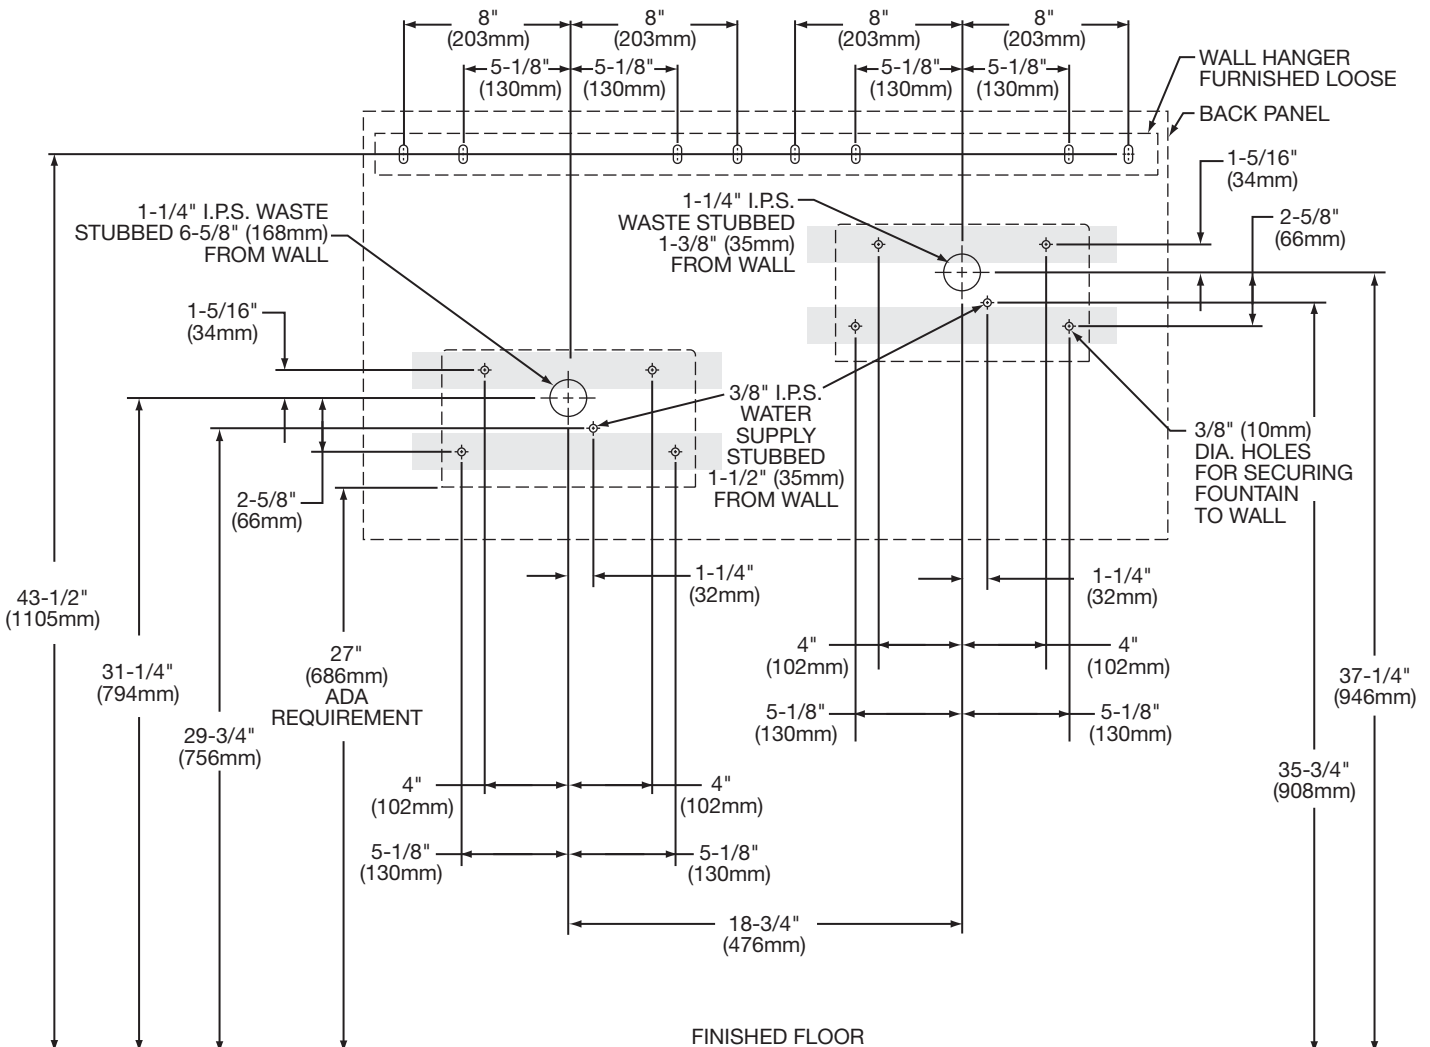 8"
(203mm)
8"
(203mm)
8"
(203mm)
8"
(203mm)
5-1/8"
(130mm)
5-1/8"
(130mm)
5-1/8"
(130mm)
5-1/8"
(130mm)
WALL HANGER
FURNISHED LOOSE
BACK PANEL
1-5/16"
(34mm)
2-5/8"
(66mm)
1-1/4" I.P.S. WASTE
STUBBED 6-5/8" (168mm)
FROM WALL
1-1/4" I.P.S.
WASTE STUBBED
1-3/8" (35mm)
FROM WALL
1-5/16"
(34mm)
3/8" I.P.S.
WATER
SUPPLY
STUBBED
1-1/2" (35mm)
FROM WALL
3/8" (10mm)
DIA. HOLES
FOR SECURING
FOUNTAIN
TO WALL
2-5/8"
(66mm)
1-1/4"
(32mm)
1-1/4"
(32mm)
43-1/2"
(1105mm)
31-1/4"
(794mm)
27"
(686mm)
ADA
REQUIREMENT
29-3/4"
(756mm)
4"
(102mm)
4"
(102mm)
37-1/4"
(946mm)
5-1/8"
(130mm)
5-1/8"
(130mm)
35-3/4"
(908mm)
4"
(102mm)
4"
(102mm)
5-1/8"
(130mm)
5-1/8"
(130mm)
18-3/4"
(476mm)
FINISHED FLOOR